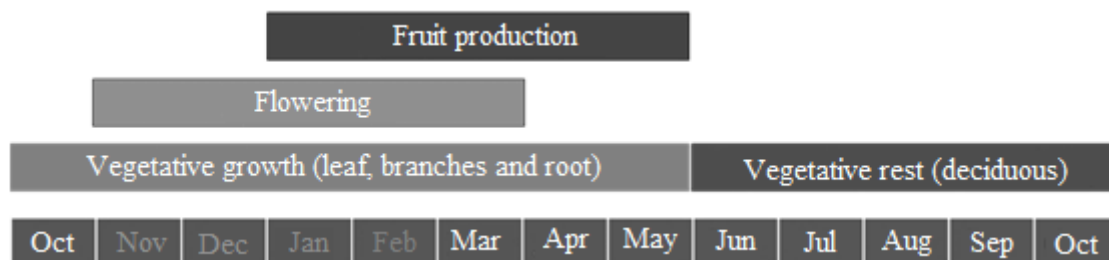 Fruit production
Flowering
Vegetative growth (leaf, branches and root) Vegetative rest (deciduous)
Oct Nov Dec Jan Feb Mar Apr May Jun Jul Aug Sep Oct